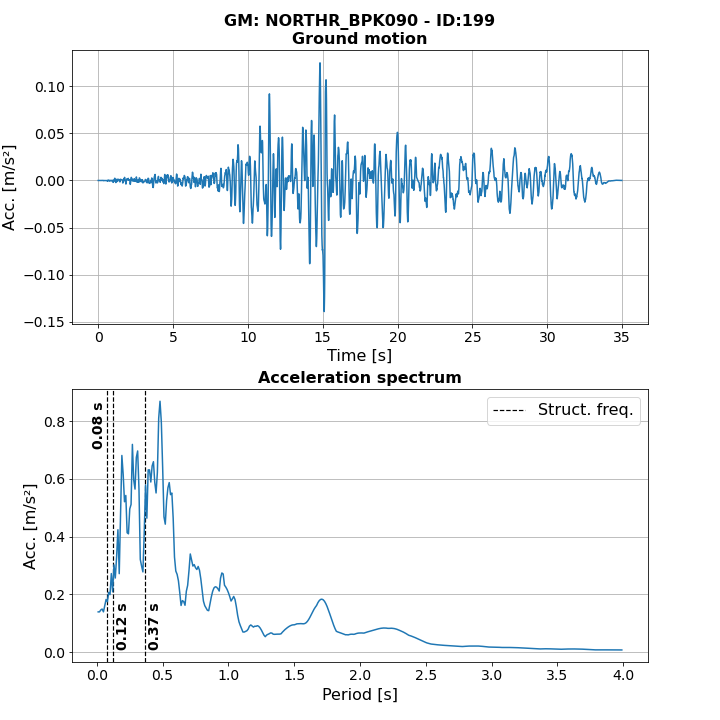 GM: NORTHR_BPK090 - ID:199
Ground motion
0.10
0.05
0.00
−0.05
−0.10
−0.15
Acc. [m/s²]
0 5 10 15 20 25 30 35
Time [s]
Acceleration spectrum
0.8
0.6
0.4
0.2
0.0
Acc. [m/s²]
0.08 s
0.12 s
0.37 s
Struct. freq.
0.0 0.5 1.0 1.5 2.0 2.5 3.0 3.5 4.0
Period [s]